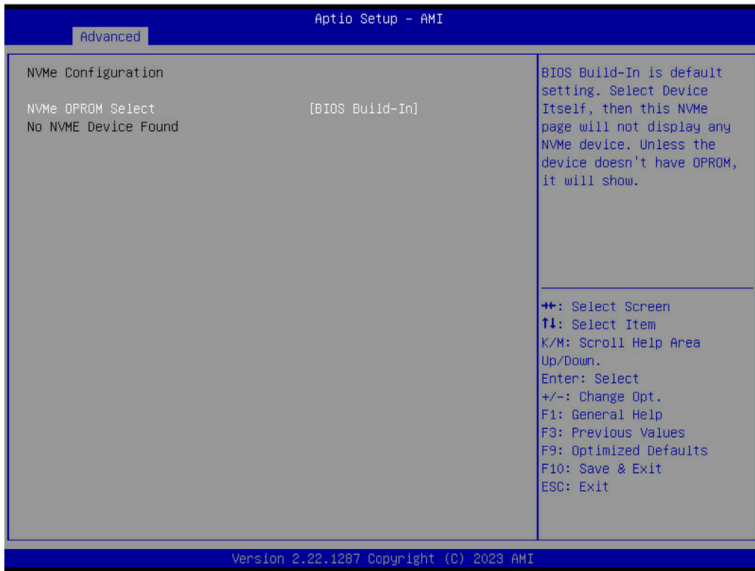 Aptio Setup – AMI
Advanced
NVMe Configuration
NVMe OPROM Select [BIOS Build-In]
No NVME Device Found
BIOS Build-In is default
setting. Select Device
Itself, then this NVMe
page will not display any
NVMe device. Unless the
device doesn't have OPROM,
it will show.
→←: Select Screen
↑↓: Select Item
K/M: Scroll Help Area
Up/Down.
Enter: Select
+/-: Change Opt.
F1: General Help
F3: Previous Values
F9: Optimized Defaults
F10: Save & Exit
ESC: Exit
Version 2.22.1287 Copyright (C) 2023 AMI